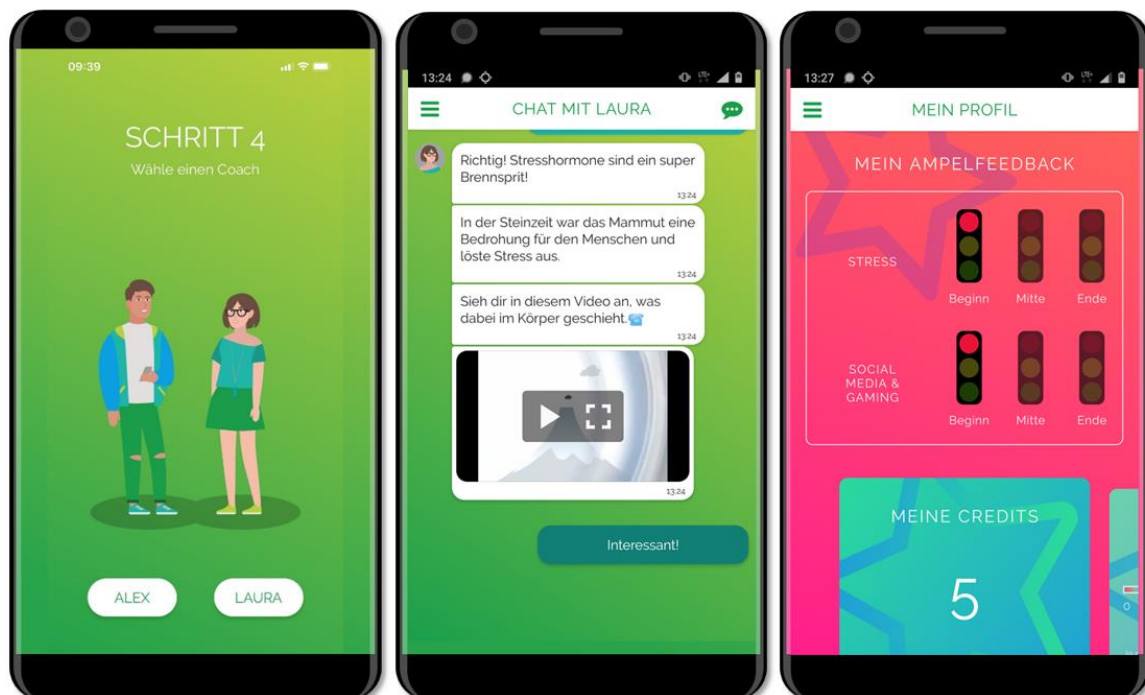 09:39
SCHRITT 4
Wähle einen Coach
ALEX
LAURA
13:24
LTE+
CHAT MIT LAURA
Richtig! Stresshormone sind ein super
Brennsprit!
13:24
In der Steinzeit war das Mammut eine
Bedrohung für den Menschen und
löste Stress aus.
13:24
Sieh dir in diesem Video an, was
dabei im Körper geschieht.
13:24
13:24
Interessant!
13:27
LTE+
MEIN PROFIL
MEIN AMPELFEEDBACK
STRESS
Beginn
Mitte
Ende
SOCIAL
MEDIA &
GAMING
Beginn
Mitte
Ende
MEINE CREDITS
5
0